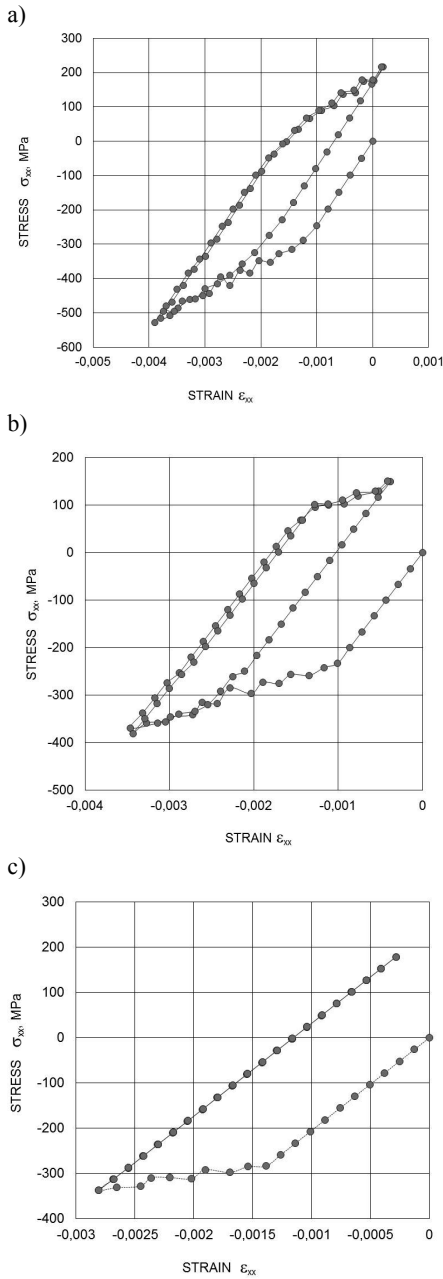 a)
300
200
100
0
-100
-200
-300
-400
-500
-600
STRESS σxx, MPa
-0,005 -0,004 -0,003 -0,002 -0,001 0 0,001
STRAIN εxx
b)
200
100
0
-100
-200
-300
-400
-500
STRESS σxx, MPa
-0,004 -0,003 -0,002 -0,001 0
STRAIN εxx
c)
300
200
100
0
-100
-200
-300
-400
STRESS σxx, MPa
-0,003 -0,0025 -0,002 -0,0015 -0,001 -0,0005 0
STRAIN εxx